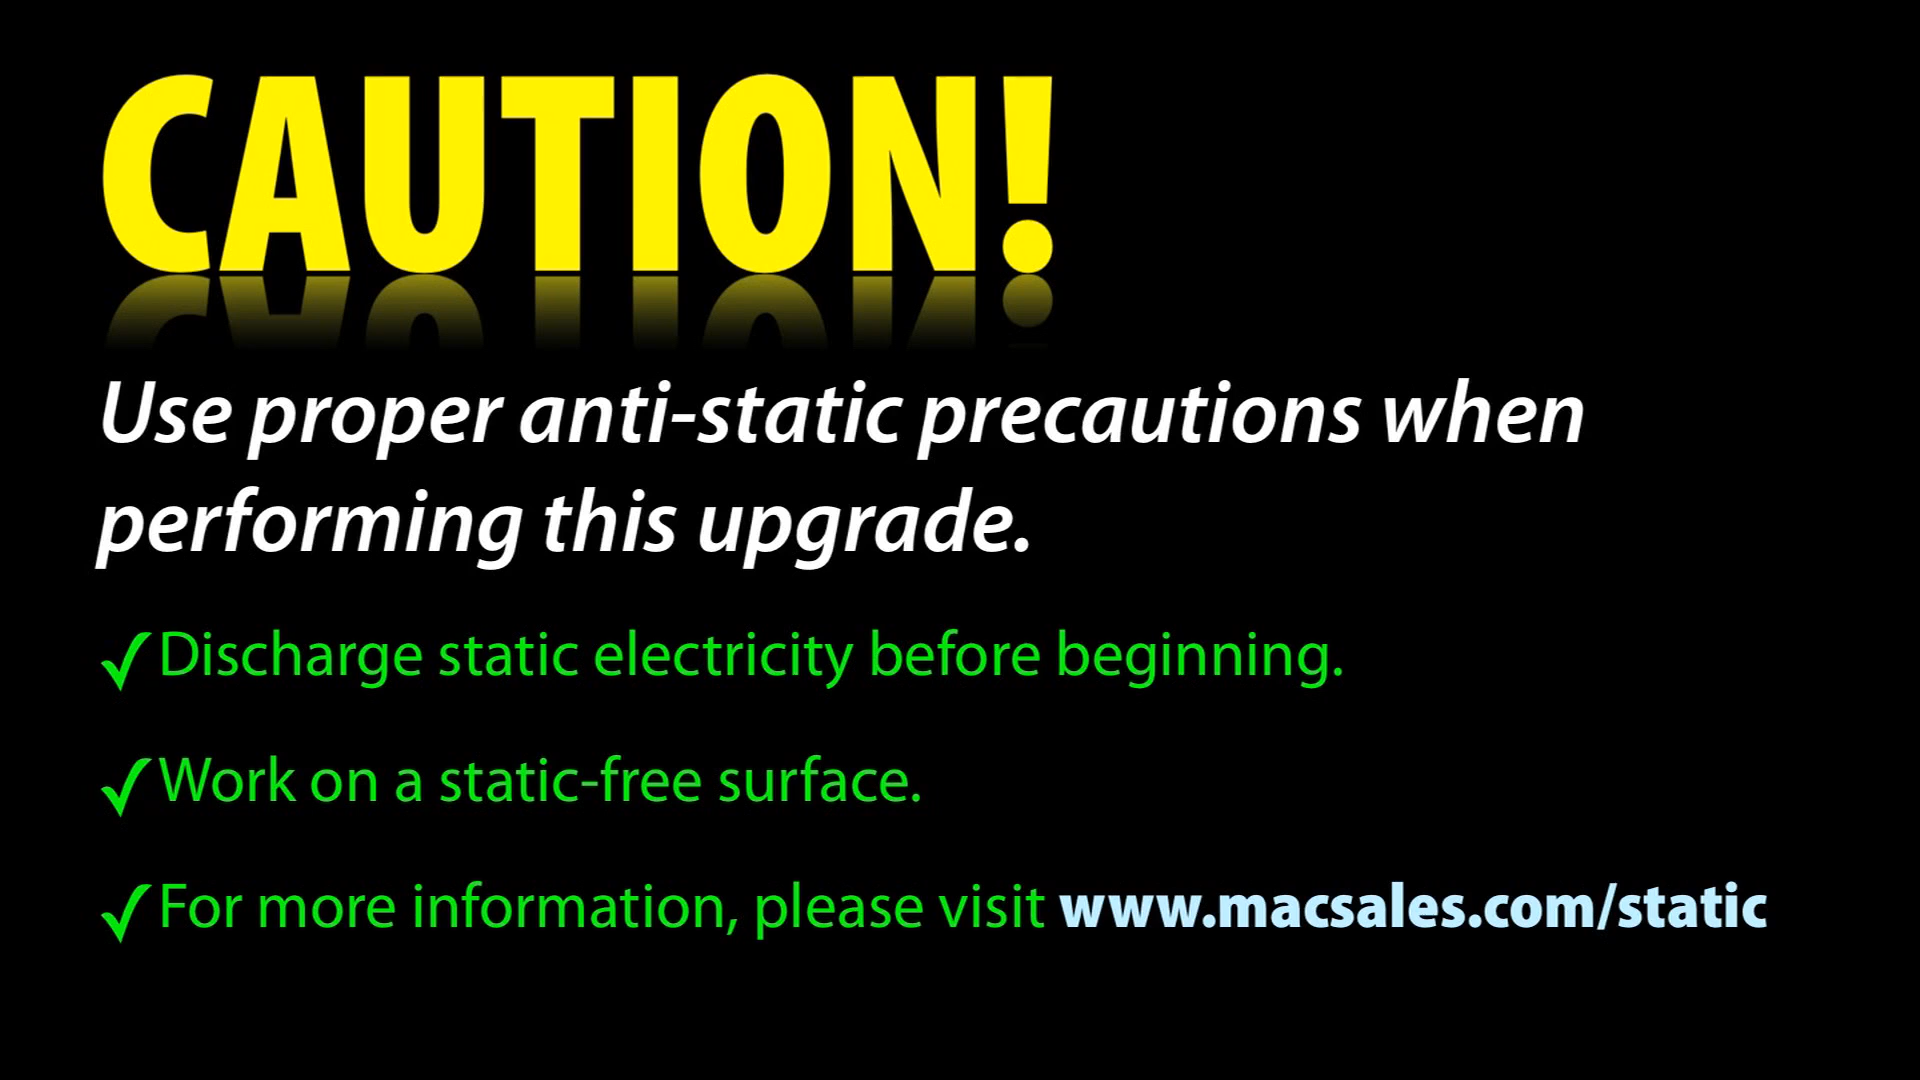 CAUTION!
Use proper anti-static precautions when
performing this upgrade.
✓Discharge static electricity before beginning.
✓Work on a static-free surface.
✓For more information, please visit www.macsales.com/static